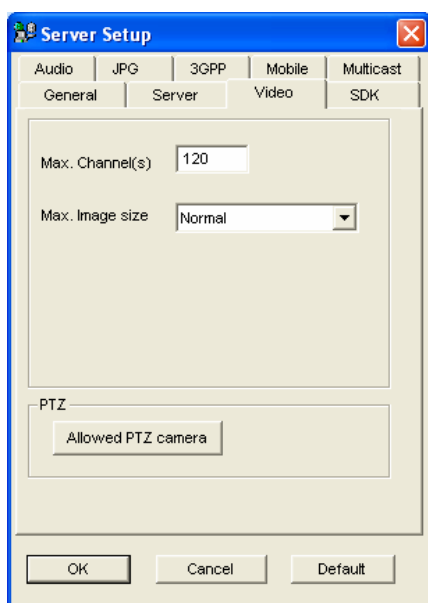 Server Setup
Audio JPG 3GPP Mobile Multicast
General Server Video SDK
Max. Channel(s) 120
Max. Image size Normal
PTZ
Allowed PTZ camera
OK Cancel Default